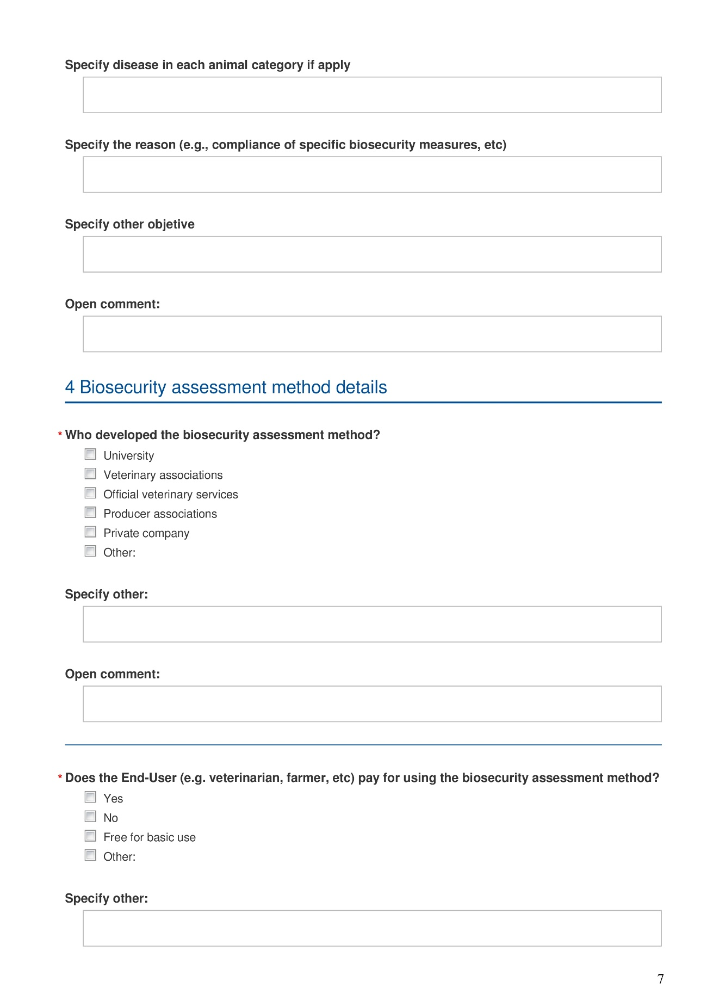 Specify disease in each animal category if apply
Specify the reason (e.g., compliance of specific biosecurity measures, etc)
Specify other objetive
Open comment:
4 Biosecurity assessment method details
* Who developed the biosecurity assessment method?
University
Veterinary associations
Official veterinary services
Producer associations
Private company
Other:
Specify other:
Open comment:
* Does the End-User (e.g. veterinarian, farmer, etc) pay for using the biosecurity assessment method?
Yes
No
Free for basic use
Other:
Specify other:
7